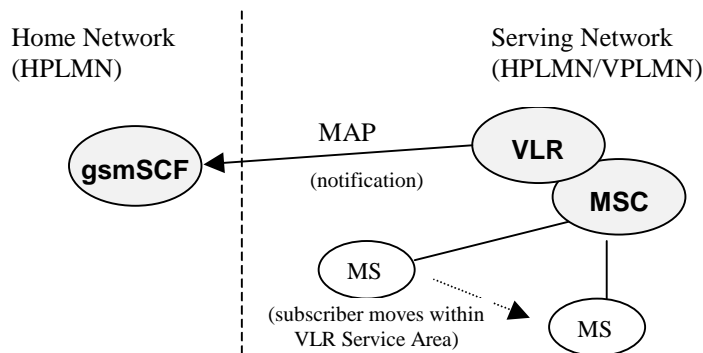 Home Network
(HPLMN)
Serving Network
(HPLMN/VPLMN)
MAP
VLR
gsmSCF
(notification)
MSC
MS
(subscriber moves within
VLR Service Area)
MS